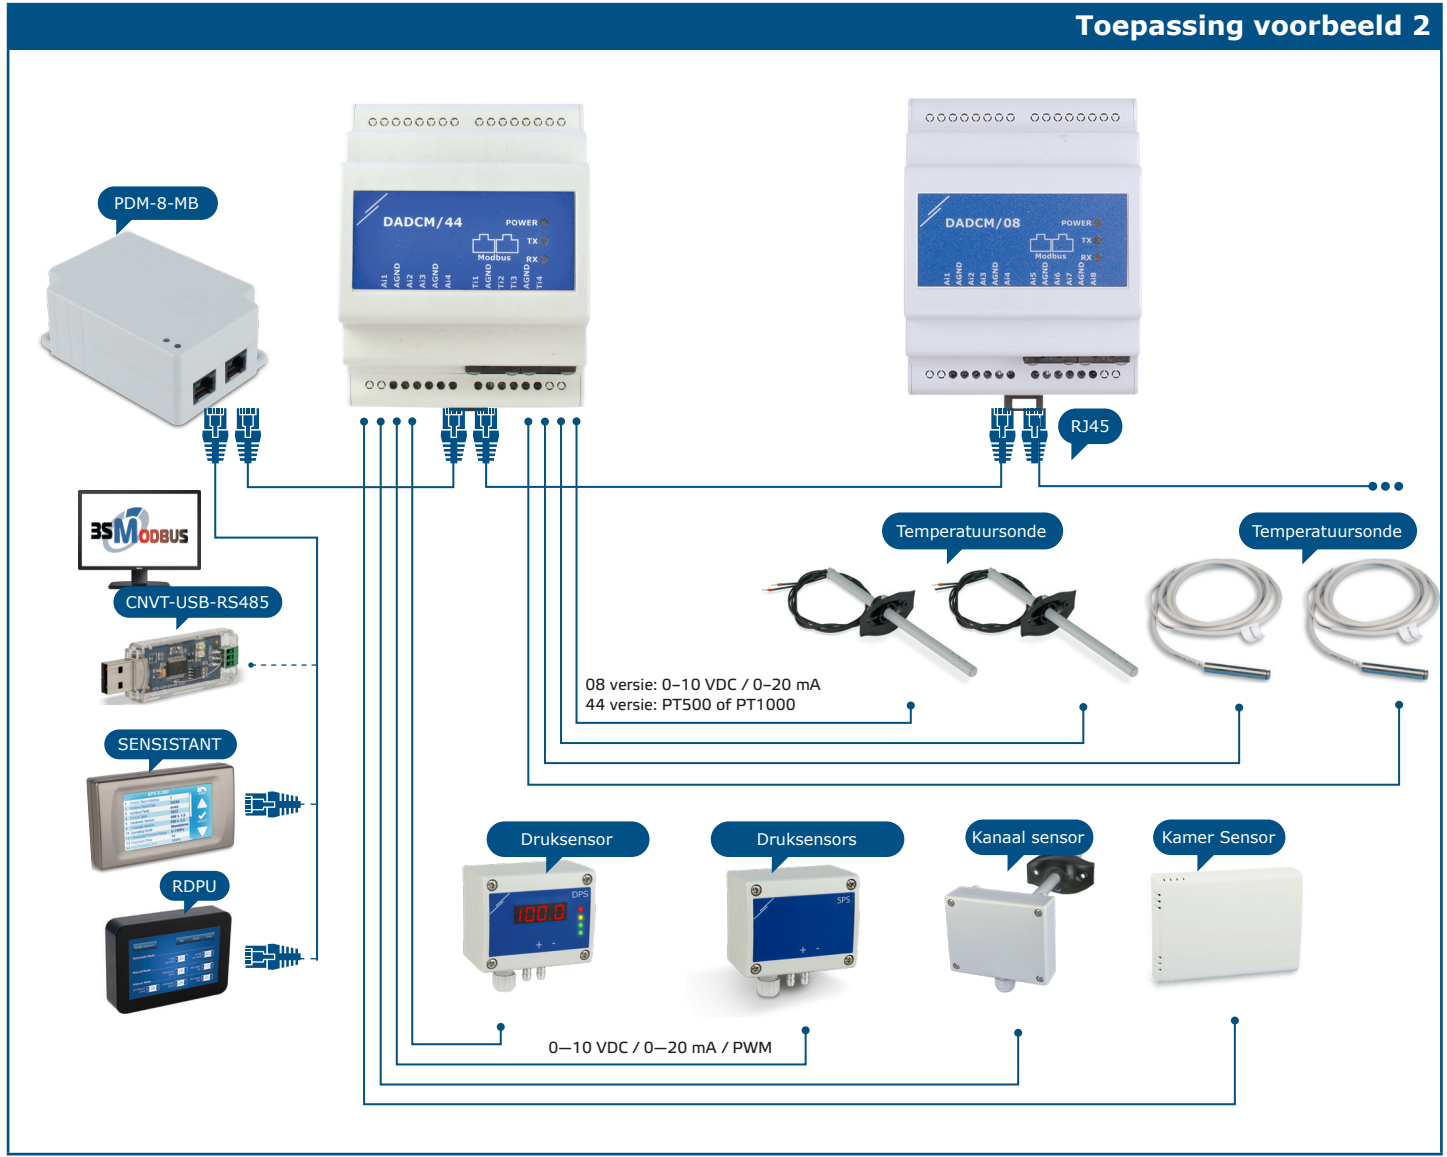 Toepassing voorbeeld 2
PDM-8-MB
DADCM/44
POWER
TX
RX
Modbus
Ai1
AGND
Ai2
Ai3
AGND
Ai4
Ti1
AGND
Ti2
Ti3
AGND
Ti4
DADCM/08
POWER
TX
RX
Modbus
Ai1
AGND
Ai2
Ai3
AGND
Ai4
Ai5
AGND
Ai6
Ai7
AGND
Ai8
RJ45
3SMODBUS
Temperatuursonde
Temperatuursonde
CNVT-USB-RS485
08 versie: 0–10 VDC / 0–20 mA
44 versie: PT500 of PT1000
SENSISTANT
Druksensor
Druksensors
Kanaal sensor
Kamer Sensor
RDPU
DPS
100.0
+ -
SPS
+ -
0—10 VDC / 0—20 mA / PWM